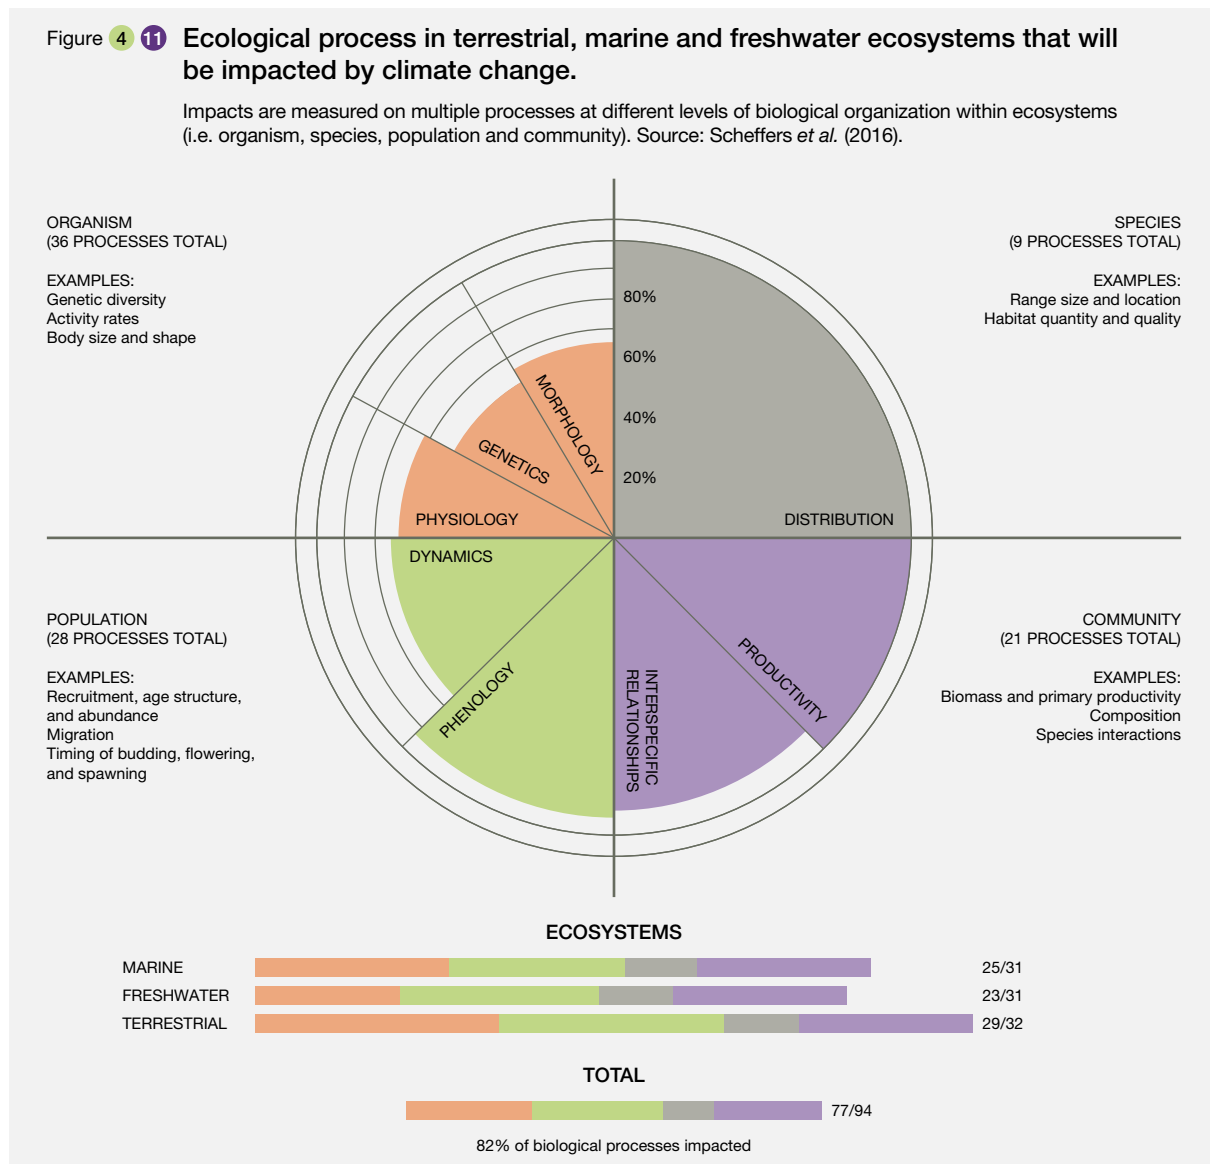 Figure 4 11 Ecological process in terrestrial, marine and freshwater ecosystems that will
be impacted by climate change.
Impacts are measured on multiple processes at different levels of biological organization within ecosystems
(i.e. organism, species, population and community). Source: Scheffers et al. (2016).
ORGANISM
(36 PROCESSES TOTAL)
EXAMPLES:
Genetic diversity
Activity rates
Body size and shape
SPECIES
(9 PROCESSES TOTAL)
EXAMPLES:
Range size and location
Habitat quantity and quality
80%
60%
40%
20%
MORPHOLOGY
GENETICS
PHYSIOLOGY
DISTRIBUTION
DYNAMICS
PHENOLOGY
INTERSPECIFIC
RELATIONSHIPS
PRODUCTIVITY
POPULATION
(28 PROCESSES TOTAL)
EXAMPLES:
Recruitment, age structure,
and abundance
Migration
Timing of budding, flowering,
and spawning
COMMUNITY
(21 PROCESSES TOTAL)
EXAMPLES:
Biomass and primary productivity
Composition
Species interactions
ECOSYSTEMS
MARINE 25/31
FRESHWATER 23/31
TERRESTRIAL 29/32
TOTAL
77/94
82% of biological processes impacted